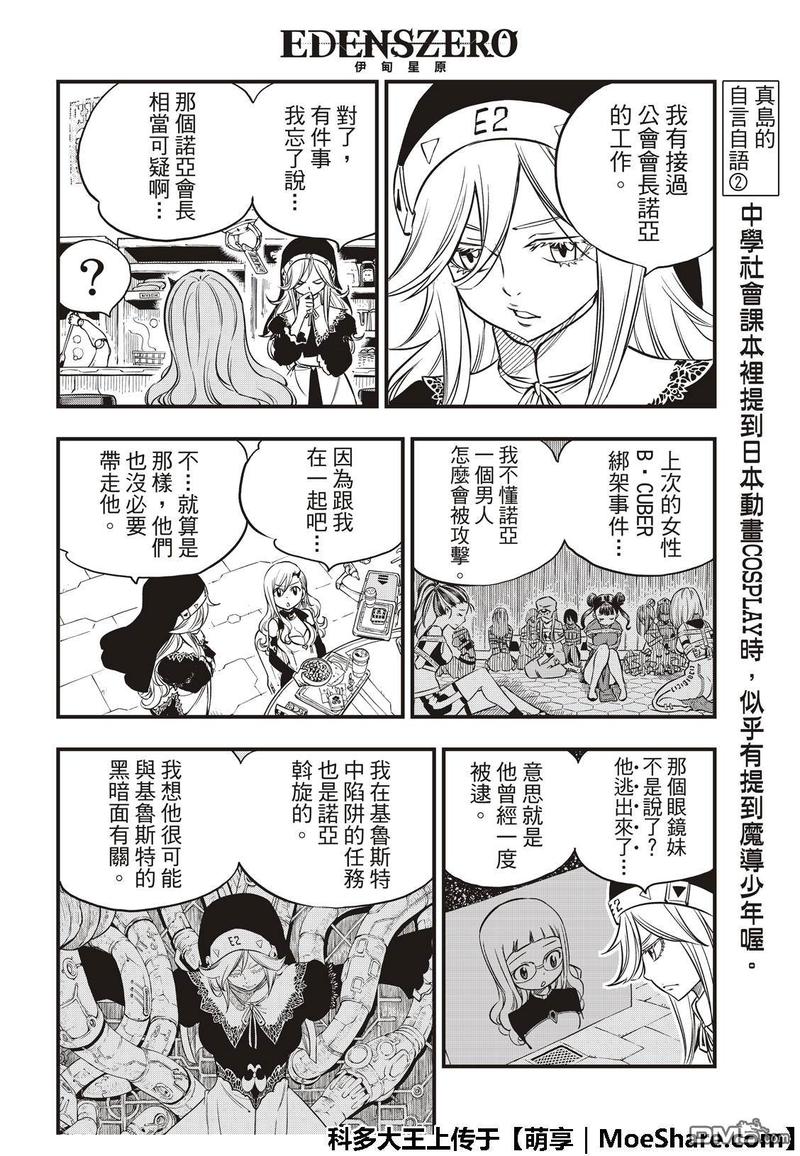 EDENSZERO
伊甸星原
真島的
自言自語②
中學社會課本裡提到日本動畫COSPLAY時，似乎有提到魔導少年喔。
E2
我有接過
公會會長諾亞
的工作。
對了，
有件事
我忘了說…
那個諾亞會長
相當可疑啊…
？
上次的女性
B・CUBER
綁架事件…
我不懂諾亞
一個男人
怎麼會被攻擊。
因為跟我
在一起吧…
不…就算是
那樣，他們
也沒必要
帶走他。
那個眼鏡妹
不是說了？
他逃出來了…
意思就是
他曾經一度
被逮。
E2
我在基魯斯特
中陷阱的任務
也是諾亞
斡旋的。
我想他很可能
與基魯斯特的
黑暗面有關。
E2
科多大王上传于【萌享｜MoeShare.com】